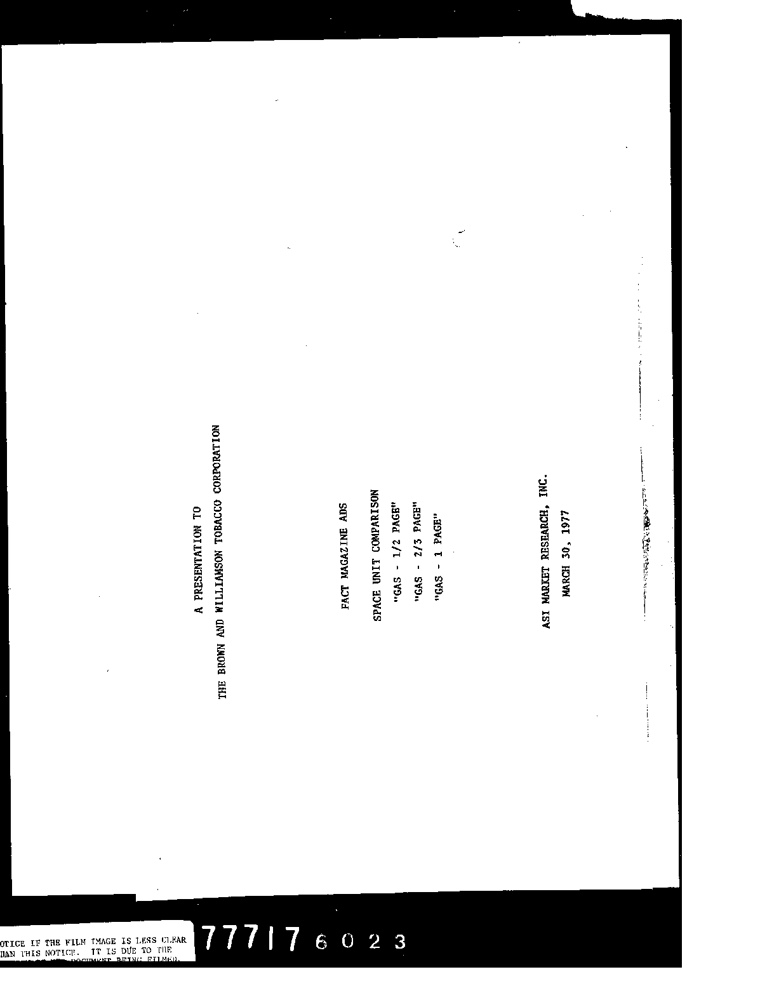 A PRESENTATION TO
THE BROWN AND WILLIAMSON TOBACCO CORPORATION
FACT MAGAZINE ADS
SPACE UNIT COMPARISON
"GAS - 1/2 PAGE"
"GAS - 2/3 PAGE"
"GAS - 1 PAGE"
ASI MARKET RESEARCH, INC.
MARCH 30, 1977
OTICE IF THE FILM IMAGE IS LESS CLEAR
HAN THIS NOTICE. IT IS DUE TO THE
DOCUMENT BEING FILMED.
777176023